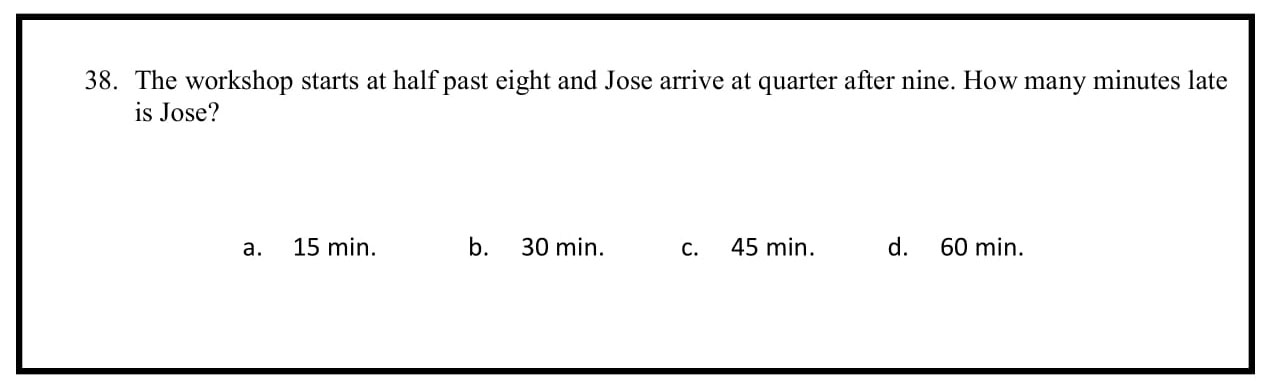 38. The workshop starts at half past eight and Jose arrive at quarter after nine. How many minutes late
is Jose?
a. 15 min. b. 30 min. c. 45 min. d. 60 min.